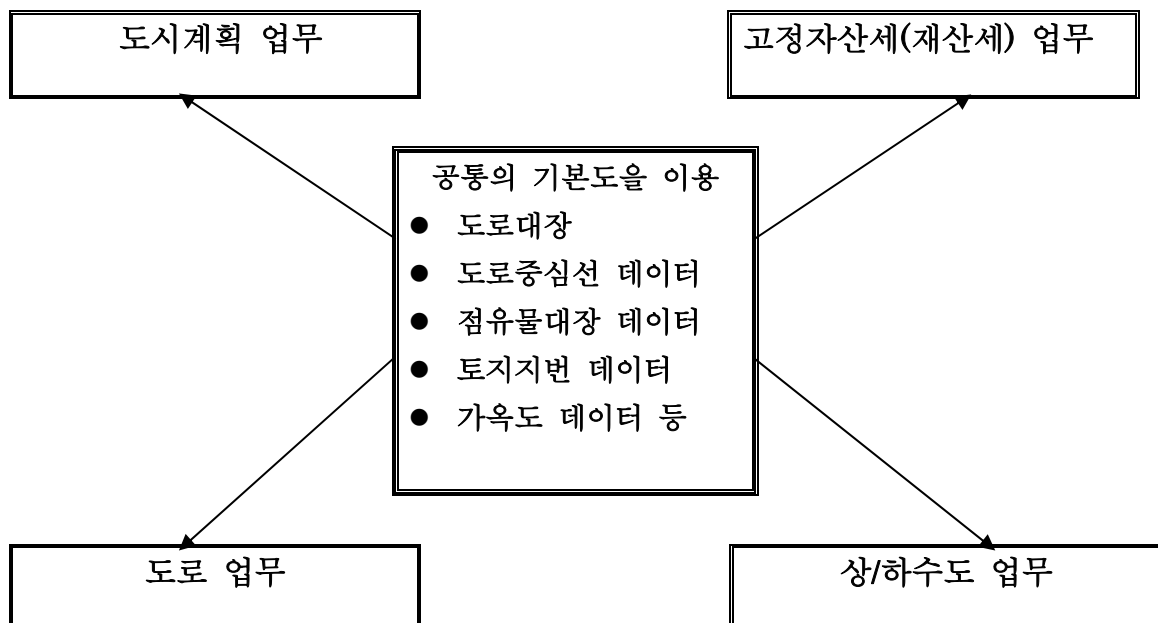 도시계획 업무
고정자산세(재산세) 업무
공통의 기본도을 이용
● 도로대장
● 도로중심선 데이터
● 점유물대장 데이터
● 토지지번 데이터
● 가옥도 데이터 등
도로 업무
상/하수도 업무